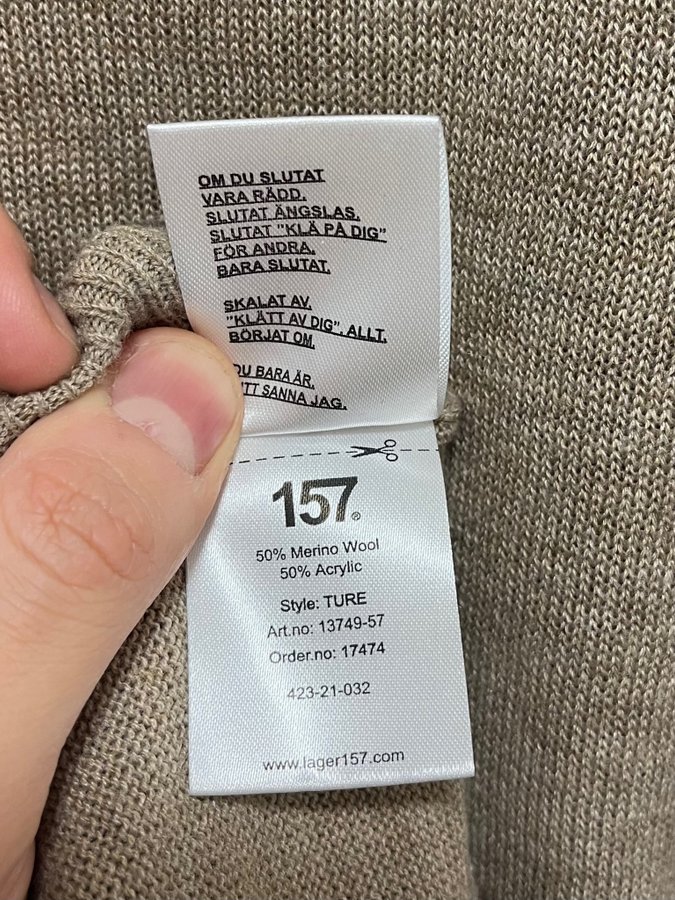 OM DU SLUTAT
VARA RÄDD.
SLUTAT ÄNGSLAS.
SLUTAT "KLÄ PÅ DIG"
FÖR ANDRA.
BARA SLUTAT.
SKALAT AV.
"KLÄTT AV DIG". ALLT.
BÖRJAT OM.
BARA ÄR.
SANNA JAG.
157®
50% Merino Wool
50% Acrylic
Style: TURE
Art.no: 13749-57
Order.no: 17474
423-21-032
www.lager157.com